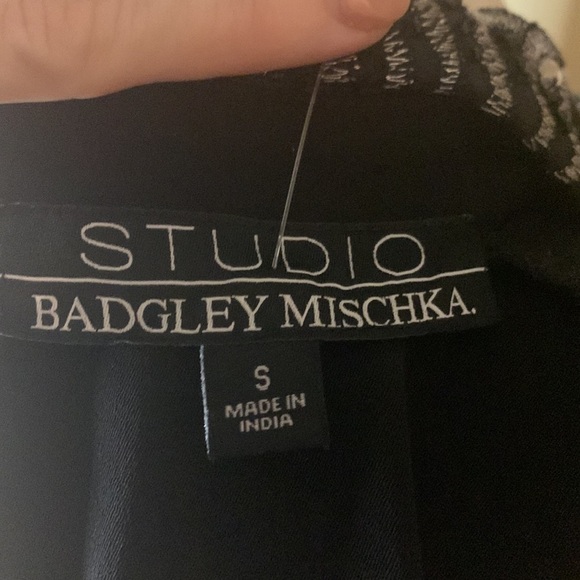 STUDIO
BADGLEY MISCHKA.
S
MADE IN
INDIA